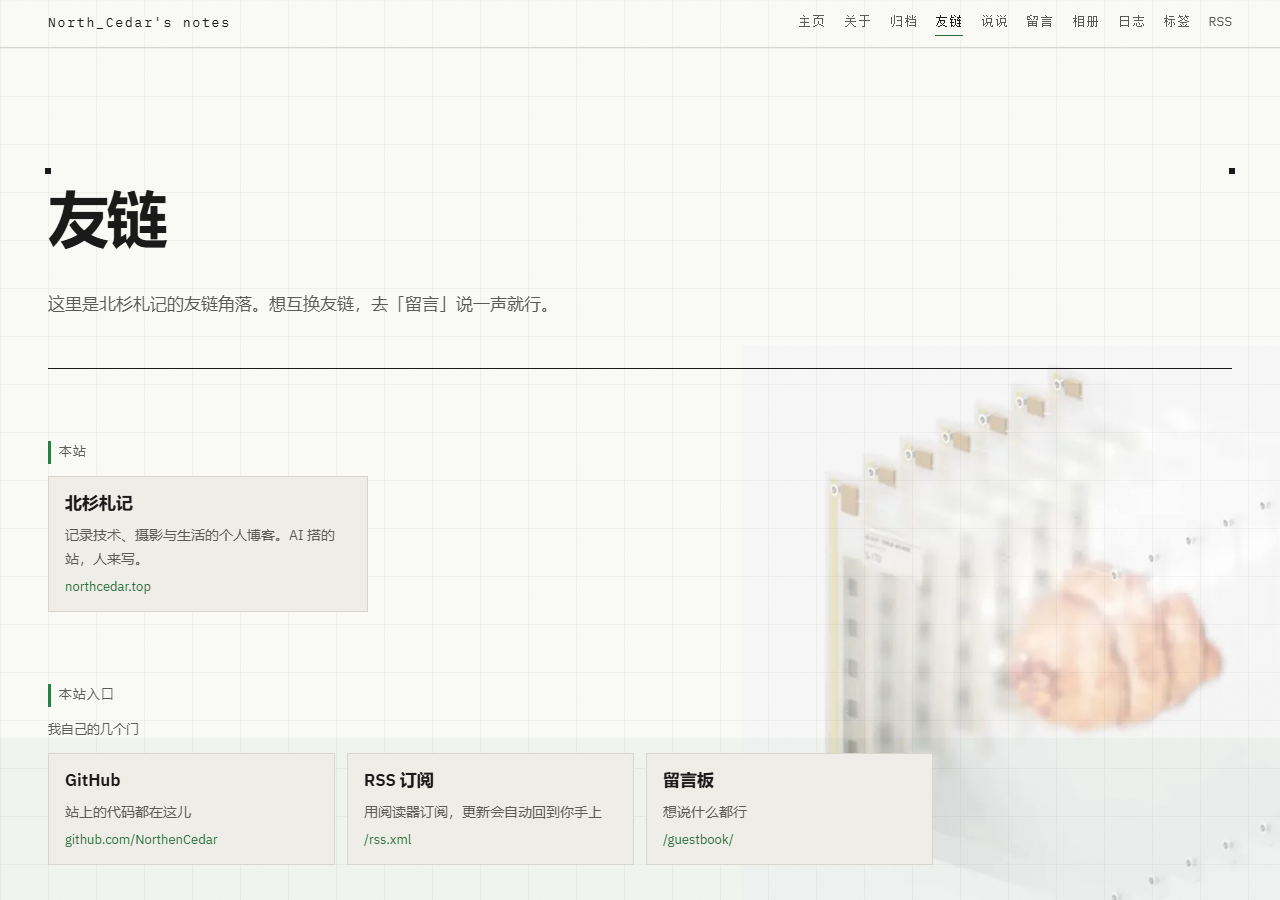 North_Cedar's notes
主页 关于 归档 友链 说说 留言 相册 日志 标签 RSS
友链
这里是北杉札记的友链角落。想互换友链，去「留言」说一声就行。
本站
北杉札记
记录技术、摄影与生活的个人博客。AI 搭的
站，人来写。
northcedar.top
本站入口
我自己的几个门
GitHub
站上的代码都在这儿
github.com/NorthenCedar
RSS 订阅
用阅读器订阅，更新会自动回到你手上
/rss.xml
留言板
想说什么都行
/guestbook/